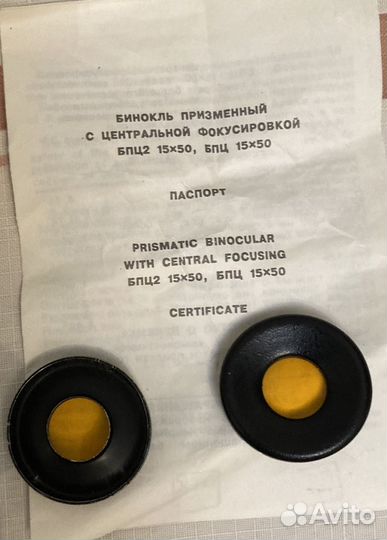 БИНОКЛЬ ПРИЗМЕННЫЙ
С ЦЕНТРАЛЬНОЙ ФОКУСИРОВКОЙ
БПЦ2 15×50, БПЦ 15×50
ПАСПОРТ
PRISMATIC BINOCULAR
WITH CENTRAL FOCUSING
БПЦ2 15×50, БПЦ 15×50
CERTIFICATE
Avito